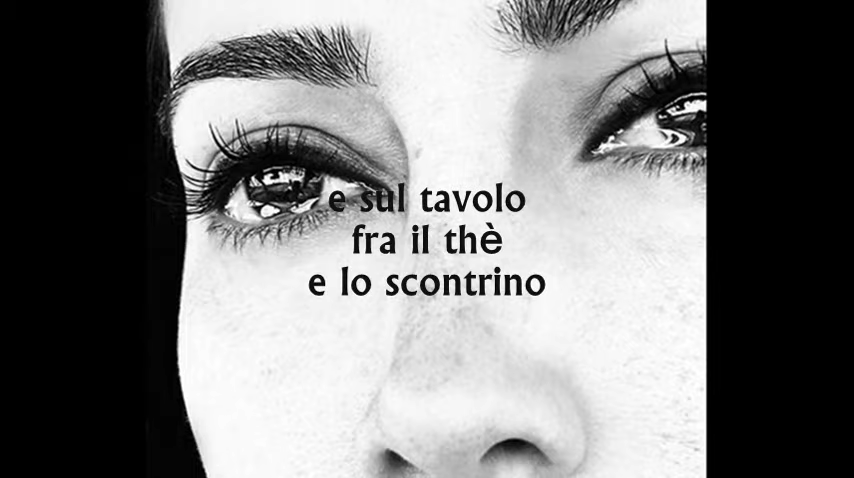 e sul tavolo
fra il thè
e lo scontrino